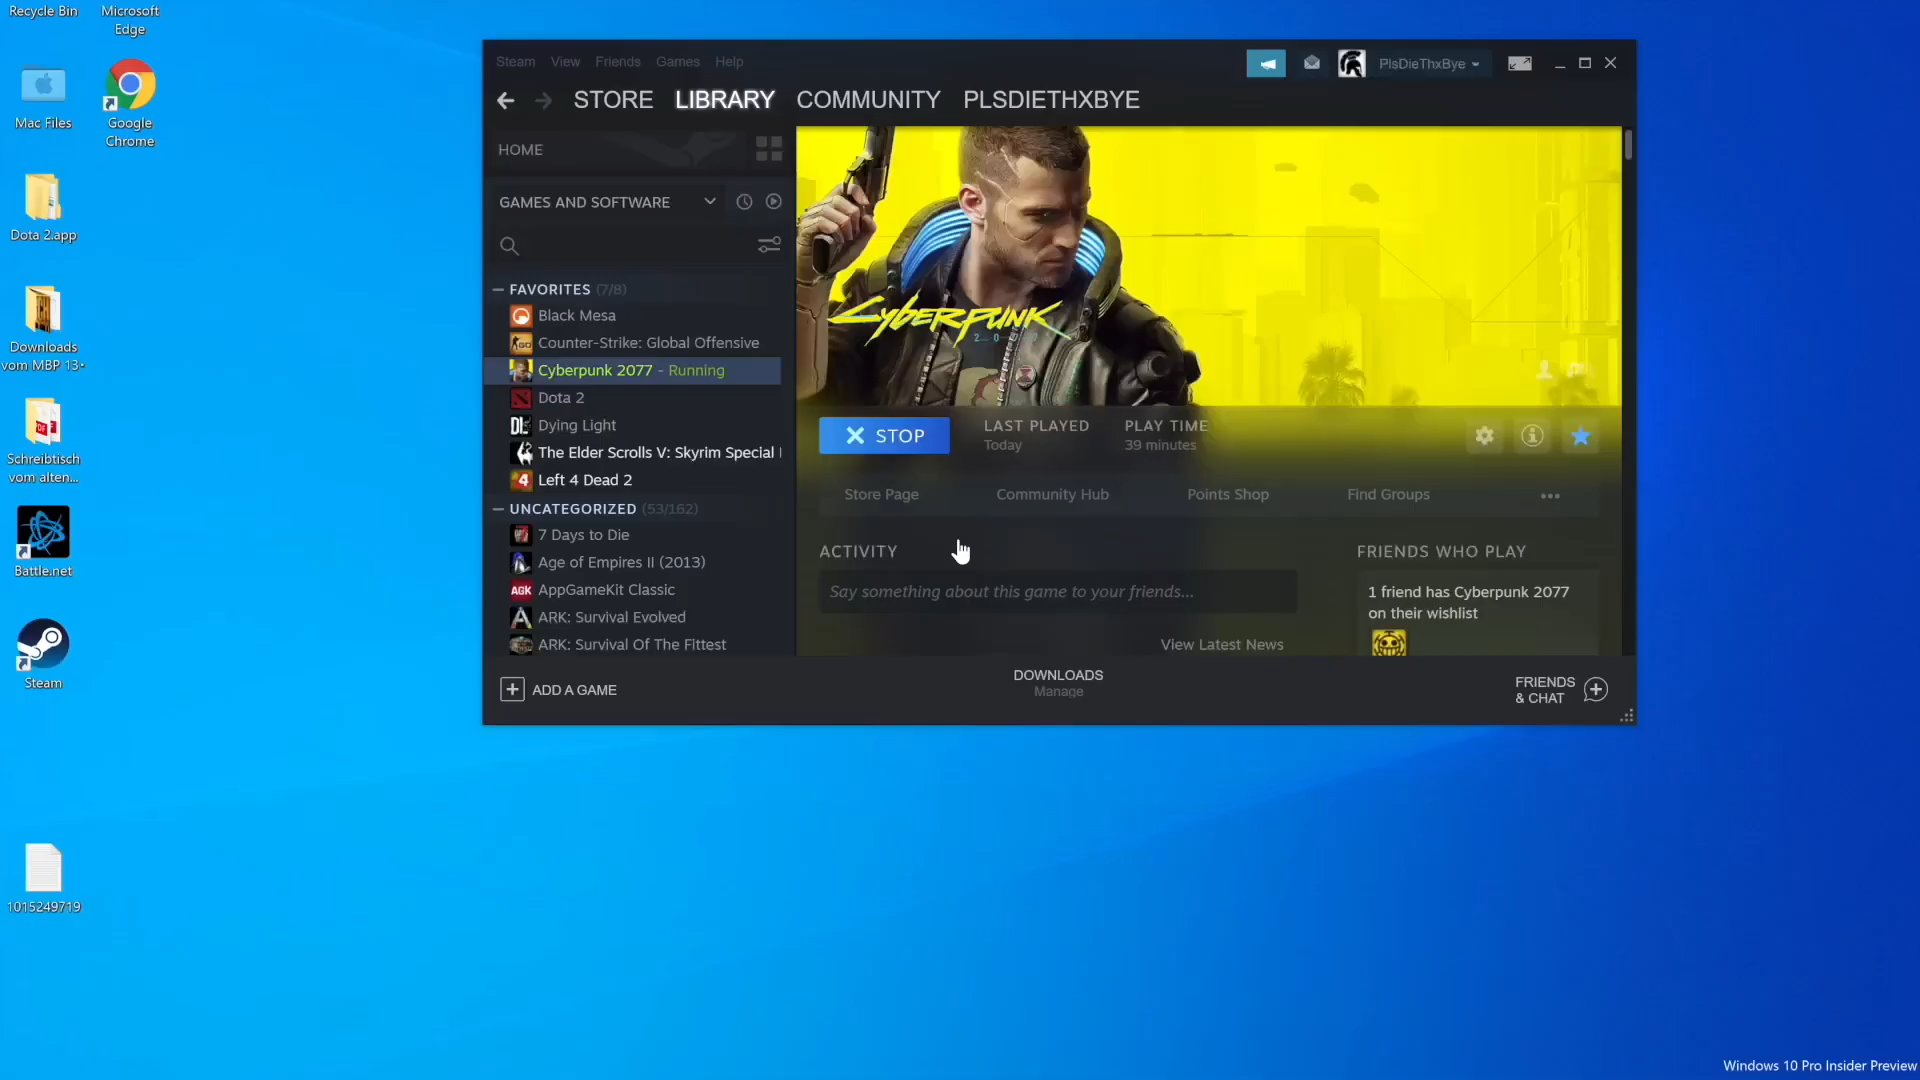 Recycle Bin
Microsoft
Edge
Mac Files
Google
Chrome
Dota 2.app
Downloads
vom MBP 13•
Schreibtisch
vom alten...
Battle.net
Steam
1015249719
Steam View Friends Games Help
PlsDieThxBye
STORE LIBRARY COMMUNITY PLSDIETHXBYE
HOME
GAMES AND SOFTWARE
FAVORITES (7/8)
Black Mesa
Counter-Strike: Global Offensive
Cyberpunk 2077 - Running
Dota 2
Dying Light
The Elder Scrolls V: Skyrim Special
Left 4 Dead 2
UNCATEGORIZED (53/162)
7 Days to Die
Age of Empires II (2013)
AGK
AppGameKit Classic
ARK: Survival Evolved
ARK: Survival Of The Fittest
Cyberpunk
2077
STOP
LAST PLAYED
Today
PLAY TIME
39 minutes
Store Page Community Hub Points Shop Find Groups
ACTIVITY
Say something about this game to your friends...
View Latest News
FRIENDS WHO PLAY
1 friend has Cyberpunk 2077
on their wishlist
ADD A GAME
DOWNLOADS
Manage
FRIENDS
& CHAT
Windows 10 Pro Insider Preview